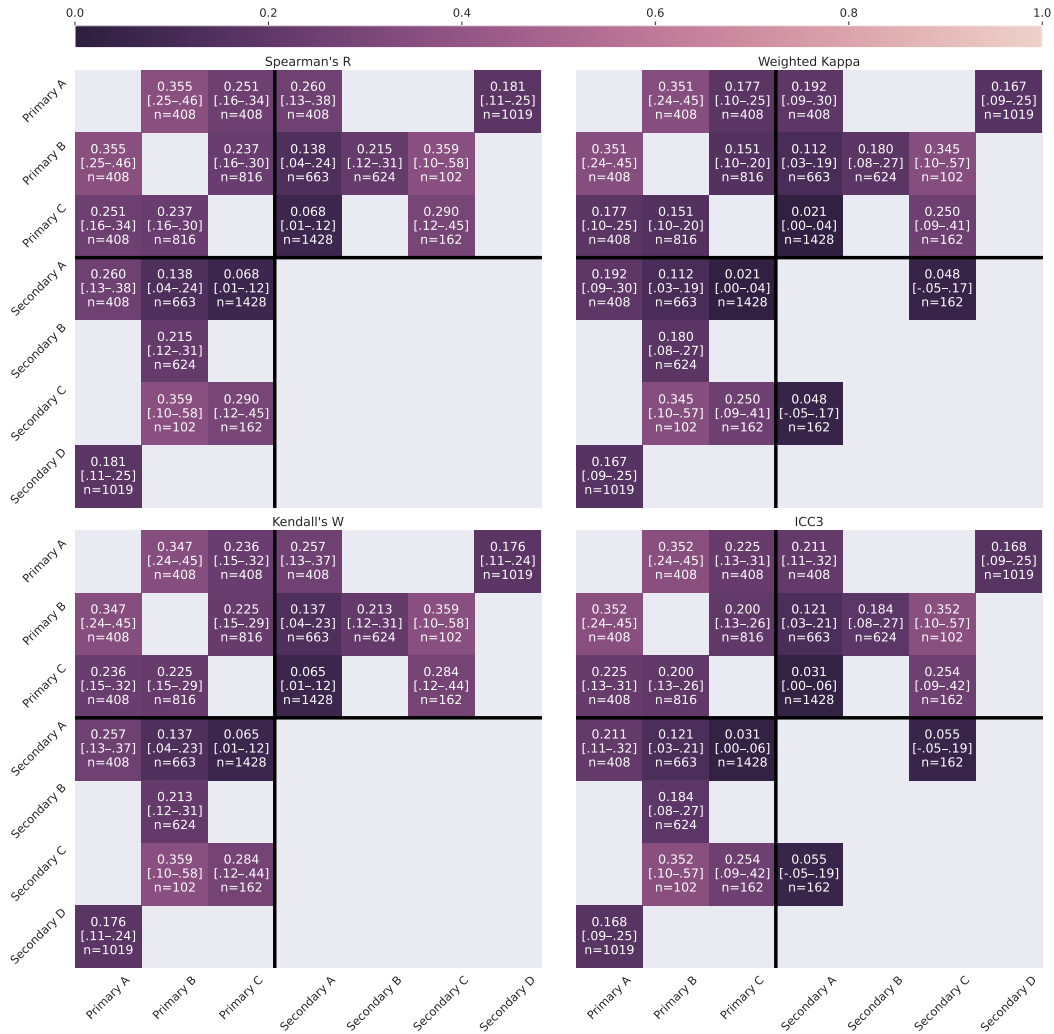 0.0 0.2 0.4 0.6 0.8 1.0
Spearman's R
Primary A
0.355 0.251 0.260 0.181
[.25–.46] [.16–.34] [.13–.38] [.11–.25]
n=408 n=408 n=408 n=1019
Primary B
0.355 0.237 0.138 0.215 0.359
[.25–.46] [.16–.30] [.04–.24] [.12–.31] [.10–.58]
n=408 n=816 n=663 n=624 n=102
Primary C
0.251 0.237 0.068 0.290
[.16–.34] [.16–.30] [.01–.12] [.12–.45]
n=408 n=816 n=1428 n=162
Secondary A
0.260 0.138 0.068
[.13–.38] [.04–.24] [.01–.12]
n=408 n=663 n=1428
Secondary B
0.215
[.12–.31]
n=624
Secondary C
0.359 0.290
[.10–.58] [.12–.45]
n=102 n=162
Secondary D
0.181
[.11–.25]
n=1019
Weighted Kappa
0.351 0.177 0.192 0.167
[.24–.45] [.10–.25] [.09–.30] [.09–.25]
n=408 n=408 n=408 n=1019
0.351 0.151 0.112 0.180 0.345
[.24–.45] [.10–.20] [.03–.19] [.08–.27] [.10–.57]
n=408 n=816 n=663 n=624 n=102
0.177 0.151 0.021 0.250
[.10–.25] [.10–.20] [.00–.04] [.09–.41]
n=408 n=816 n=1428 n=162
0.192 0.112 0.021 0.048
[.09–.30] [.03–.19] [.00–.04] [-.05–.17]
n=408 n=663 n=1428 n=162
0.180
[.08–.27]
n=624
0.345 0.250 0.048
[.10–.57] [.09–.41] [-.05–.17]
n=102 n=162 n=162
0.167
[.09–.25]
n=1019
Kendall's W
Primary A
0.347 0.236 0.257 0.176
[.24–.45] [.15–.32] [.13–.37] [.11–.24]
n=408 n=408 n=408 n=1019
Primary B
0.347 0.225 0.137 0.213 0.359
[.24–.45] [.15–.29] [.04–.23] [.12–.31] [.10–.58]
n=408 n=816 n=663 n=624 n=102
Primary C
0.236 0.225 0.065 0.284
[.15–.32] [.15–.29] [.01–.12] [.12–.44]
n=408 n=816 n=1428 n=162
Secondary A
0.257 0.137 0.065
[.13–.37] [.04–.23] [.01–.12]
n=408 n=663 n=1428
Secondary B
0.213
[.12–.31]
n=624
Secondary C
0.359 0.284
[.10–.58] [.12–.44]
n=102 n=162
Secondary D
0.176
[.11–.24]
n=1019
Primary A Primary B Primary C Secondary A Secondary B Secondary C Secondary D
ICC3
0.352 0.225 0.211 0.168
[.24–.45] [.13–.31] [.11–.32] [.09–.25]
n=408 n=408 n=408 n=1019
0.352 0.200 0.121 0.184 0.352
[.24–.45] [.13–.26] [.03–.21] [.08–.27] [.10–.57]
n=408 n=816 n=663 n=624 n=102
0.225 0.200 0.031 0.254
[.13–.31] [.13–.26] [.00–.06] [.09–.42]
n=408 n=816 n=1428 n=162
0.211 0.121 0.031 0.055
[.11–.32] [.03–.21] [.00–.06] [-.05–.19]
n=408 n=663 n=1428 n=162
0.184
[.08–.27]
n=624
0.352 0.254 0.055
[.10–.57] [.09–.42] [-.05–.19]
n=102 n=162 n=162
0.168
[.09–.25]
n=1019
Primary A Primary B Primary C Secondary A Secondary B Secondary C Secondary D